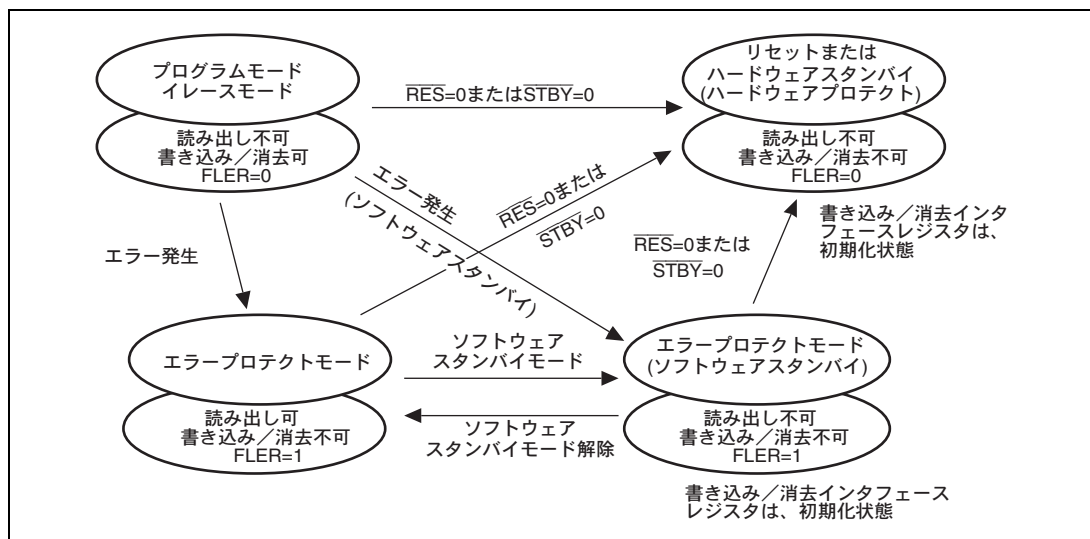 プログラムモード
イレースモード
読み出し不可
書き込み／消去可
FLER=0
RES=0またはSTBY=0
リセットまたは
ハードウェアスタンバイ
(ハードウェアプロテクト)
読み出し不可
書き込み／消去不可
FLER=0
書き込み／消去インタ
フェースレジスタは、
初期化状態
エラー発生
エラー発生
(ソフトウェアスタンバイ)
RES=0または
STBY=0
RES=0または
STBY=0
エラープロテクトモード
読み出し可
書き込み／消去不可
FLER=1
ソフトウェア
スタンバイモード
ソフトウェア
スタンバイモード解除
エラープロテクトモード
(ソフトウェアスタンバイ)
読み出し不可
書き込み／消去不可
FLER=1
書き込み／消去インタフェース
レジスタは、初期化状態